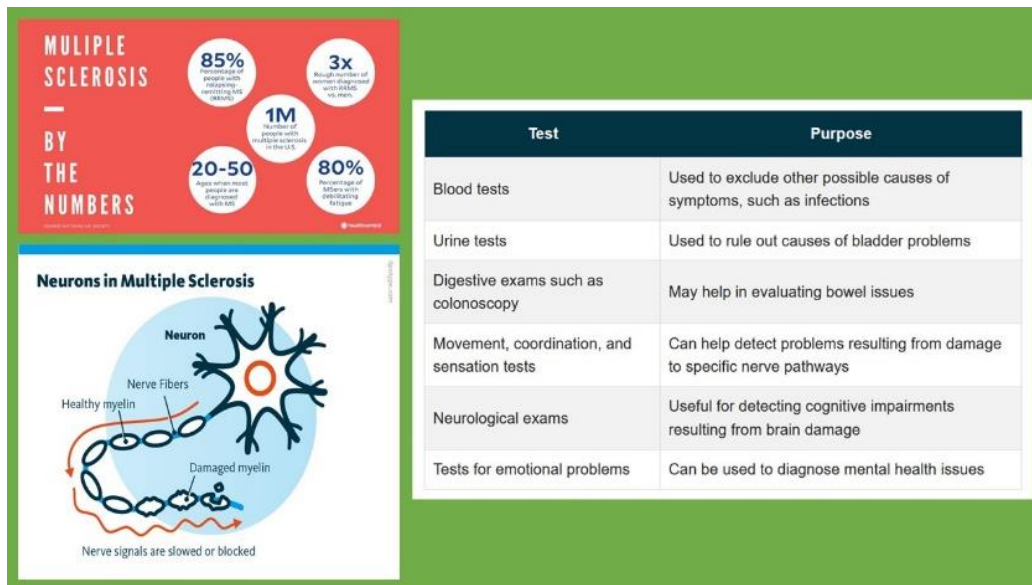 MULIPLE
SCLEROSIS
BY
THE
NUMBERS
85%
Percentage of
people with
relapsing-
remitting MS
(RRMS)
3x
Rough number of
women diagnosed
with RRMS
vs. men.
1M
Number of
people with
multiple sclerosis
in the U.S.
20-50
Ages when most
people are
diagnosed
with MS
80%
Percentage of
MSers with
debilitating
fatigue
Neurons in Multiple Sclerosis
Neuron
Nerve Fibers
Healthy myelin
Damaged myelin
Nerve signals are slowed or blocked
Test Purpose
Blood tests Used to exclude other possible causes of
symptoms, such as infections
Urine tests Used to rule out causes of bladder problems
Digestive exams such as
colonoscopy May help in evaluating bowel issues
Movement, coordination, and
sensation tests Can help detect problems resulting from damage
to specific nerve pathways
Neurological exams Useful for detecting cognitive impairments
resulting from brain damage
Tests for emotional problems Can be used to diagnose mental health issues